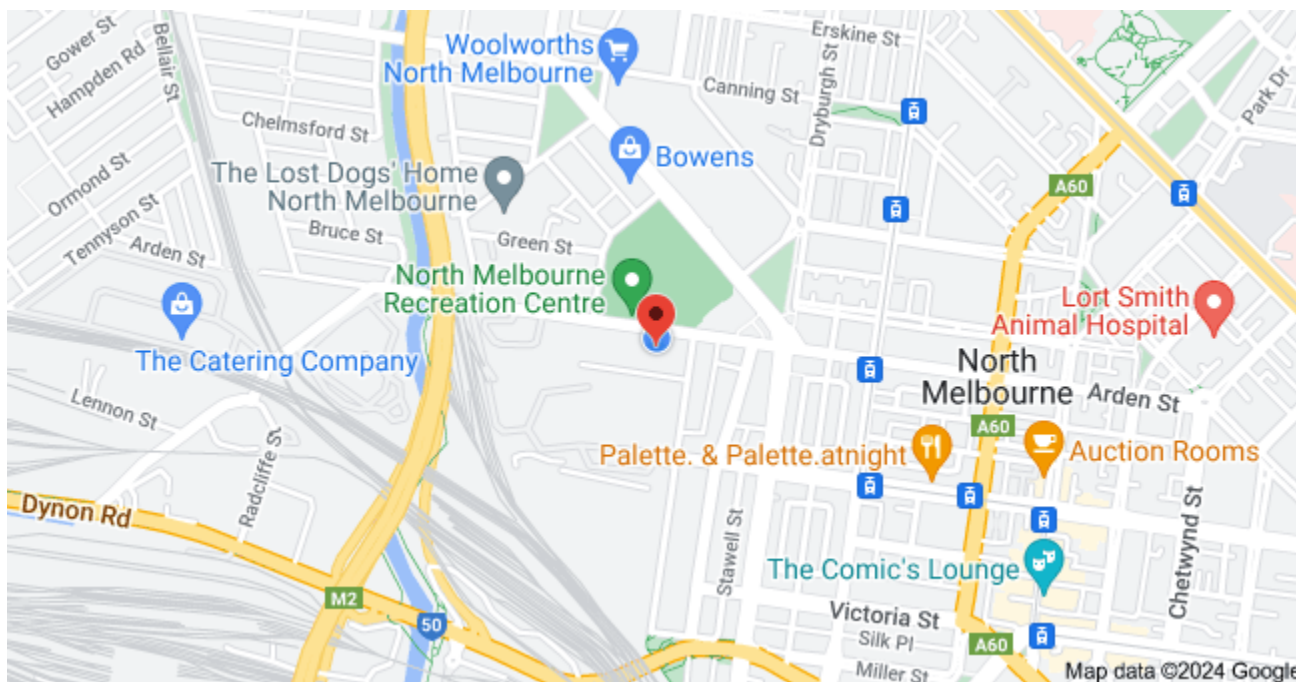 Gower St
Hampden Rd
Bellair St
Woolworths
North Melbourne
Erskine St
Dryburgh St
Canning St
Park Dr
Chelmsford St
The Lost Dogs' Home
North Melbourne
Bowens
A60
Ormond St
Tennyson St
Bruce St
Green St
Arden St
North Melbourne
Recreation Centre
Lort Smith
Animal Hospital
The Catering Company
North
Melbourne
Arden St
Lennon St
Radcliffe St
A60
Palette. & Palette.atnight
Auction Rooms
Dynon Rd
Stawell St
Chetwynd St
The Comic's Lounge
M2
50
Victoria St
Silk Pl
A60
Miller St
Map data ©2024 Google